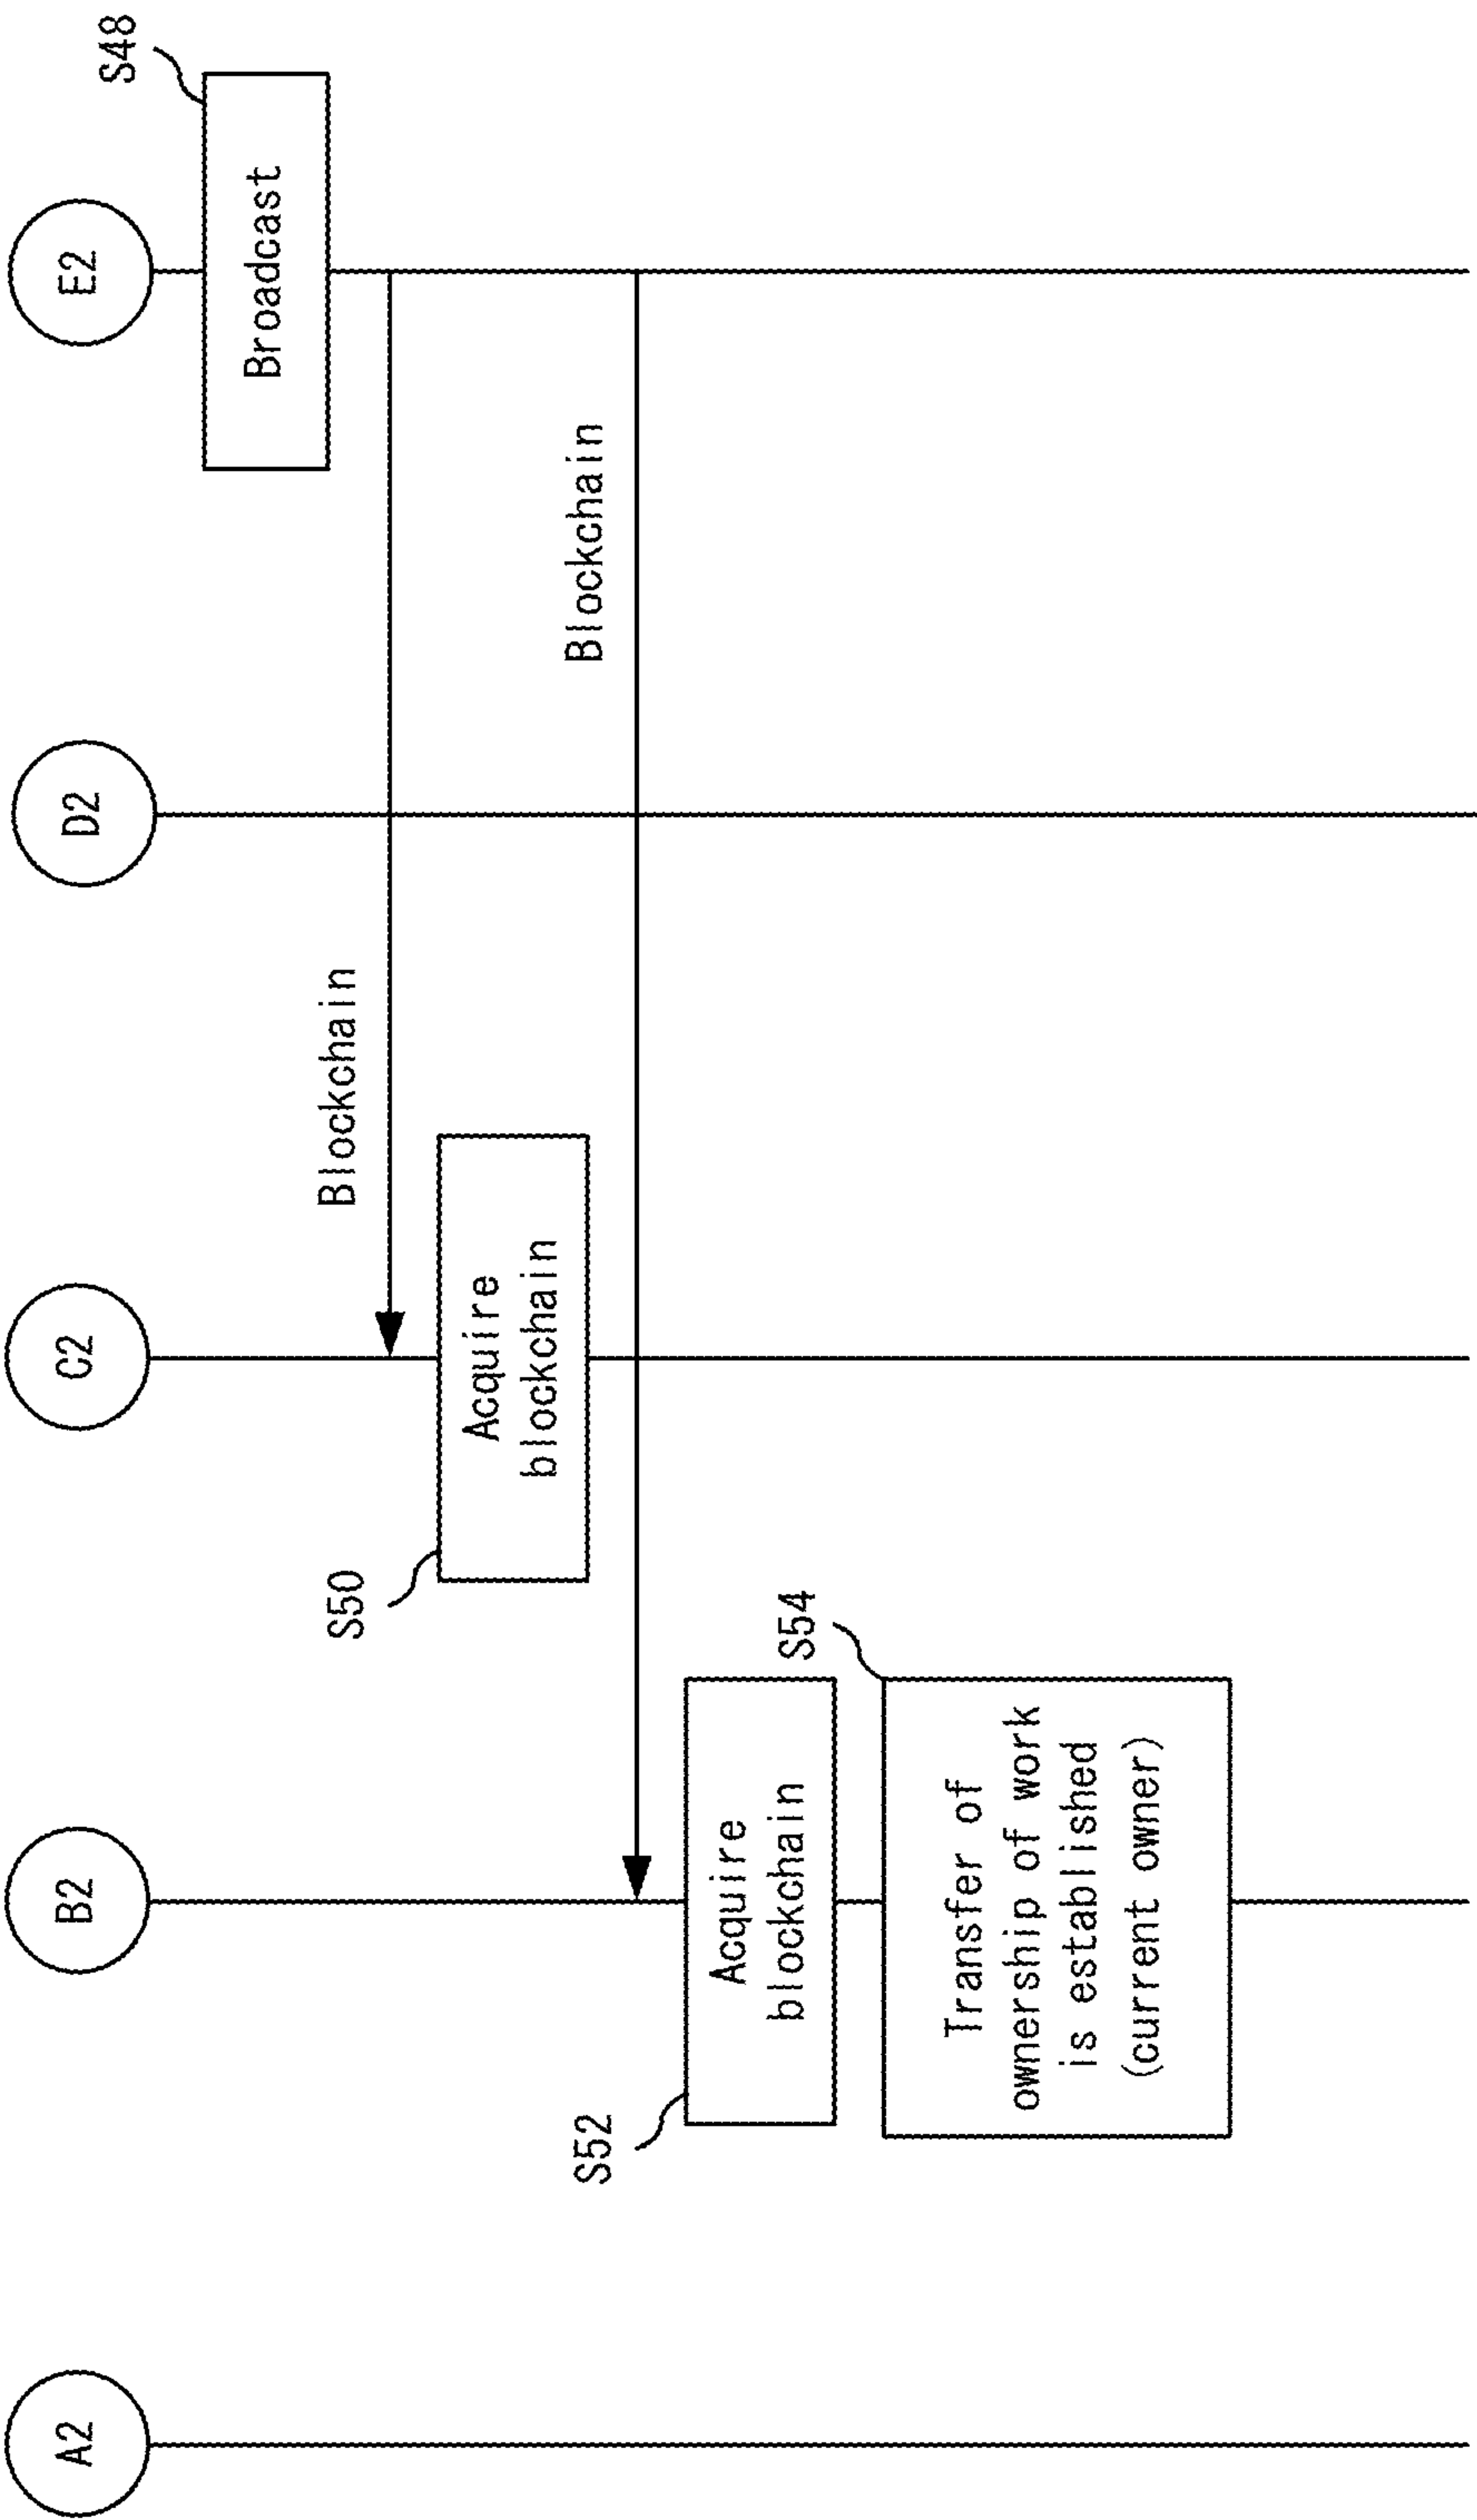 A2
B2
C2
D2
E2
S48
Broadcast
Blockchain
S50
Acquire
blockchain
Blockchain
S52
Acquire
blockchain
S54
Transfer of
ownership of work
is established
(current owner)